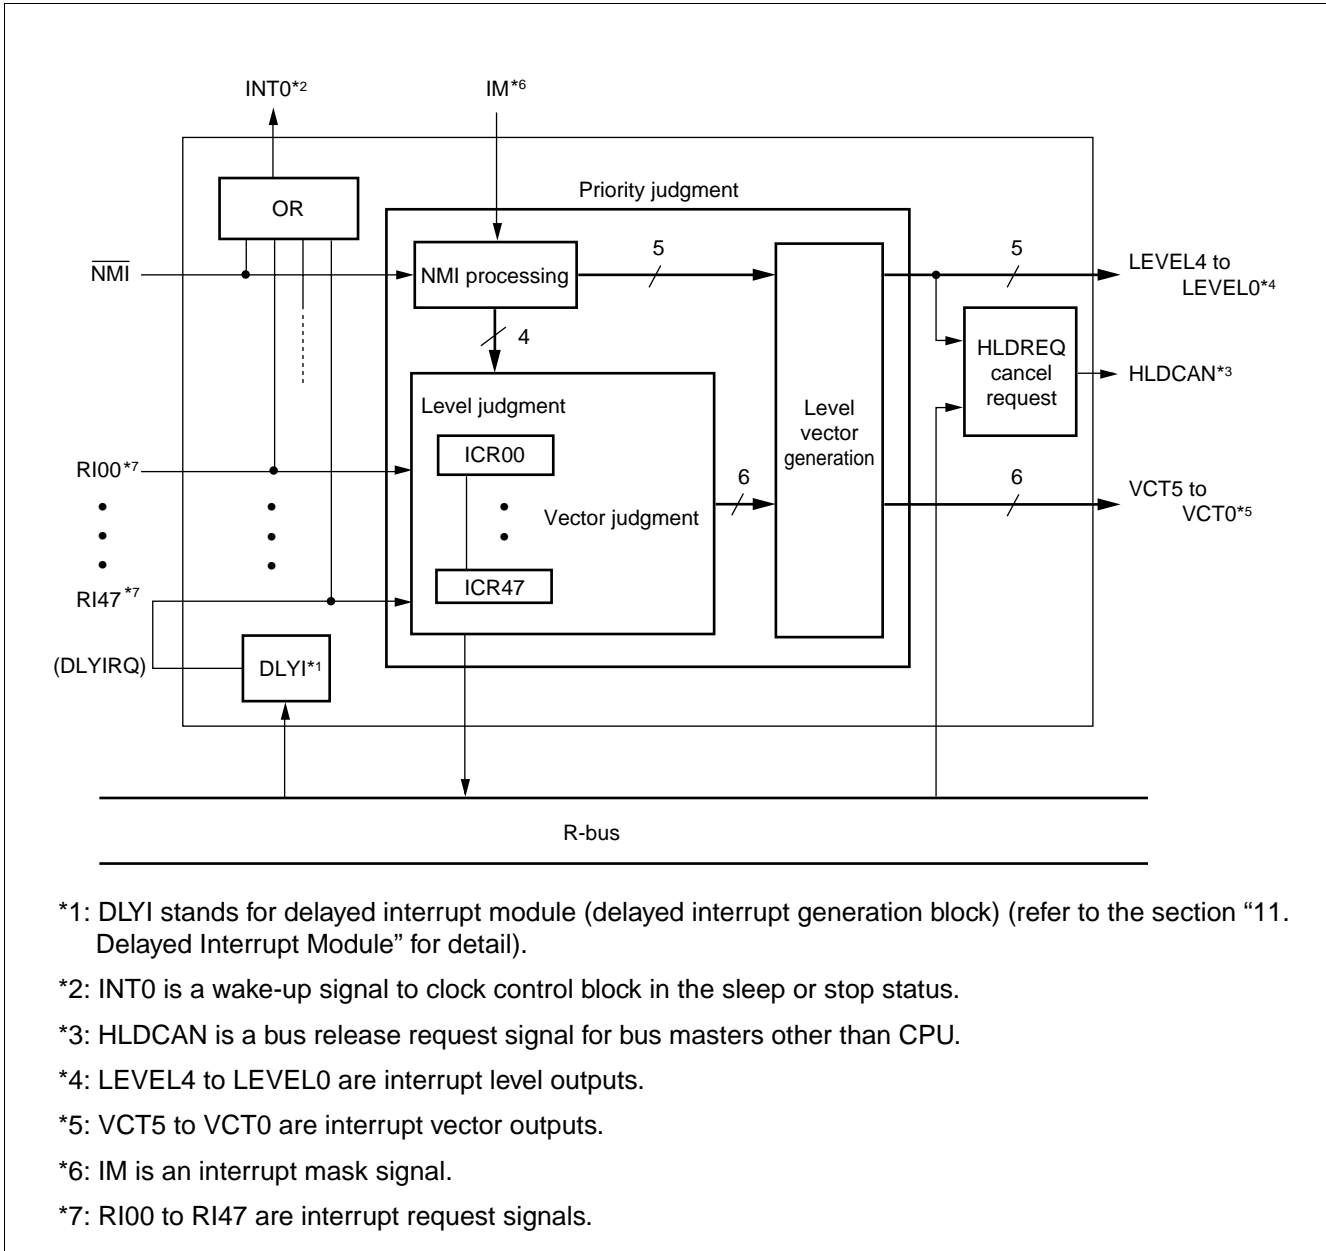 INT0*2
IM*6
OR
Priority judgment
NMI
NMI processing
5
5
LEVEL4 to
LEVEL0*4
4
HLDREQ
cancel
request
HLDCAN*3
Level judgment
Level
vector
generation
ICR00
RI00*7
6
6
VCT5 to
VCT0*5
Vector judgment
ICR47
RI47*7
(DLYIRQ)
DLYI*1
R-bus
*1: DLYI stands for delayed interrupt module (delayed interrupt generation block) (refer to the section “11.
Delayed Interrupt Module” for detail).
*2: INT0 is a wake-up signal to clock control block in the sleep or stop status.
*3: HLDCAN is a bus release request signal for bus masters other than CPU.
*4: LEVEL4 to LEVEL0 are interrupt level outputs.
*5: VCT5 to VCT0 are interrupt vector outputs.
*6: IM is an interrupt mask signal.
*7: RI00 to RI47 are interrupt request signals.